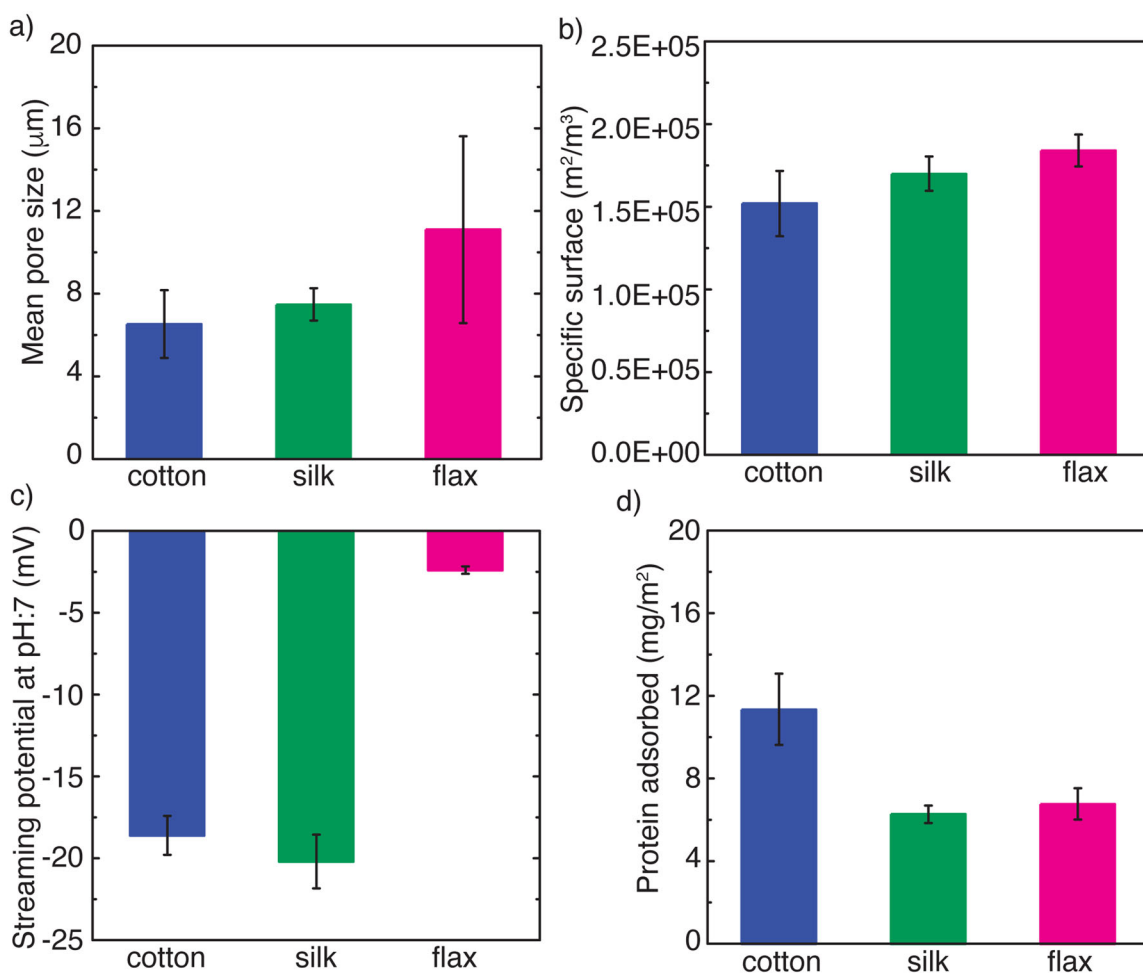 a)
20
16
12
8
4
0
Mean pore size (μm)
cotton silk flax
b)
2.5E+05
2.0E+05
1.5E+05
1.0E+05
0.5E+05
0.0E+00
Specific surface (m²/m³)
cotton silk flax
c)
0
-5
-10
-15
-20
-25
Streaming potential at pH:7 (mV)
cotton silk flax
d)
20
16
12
8
4
0
Protein adsorbed (mg/m²)
cotton silk flax